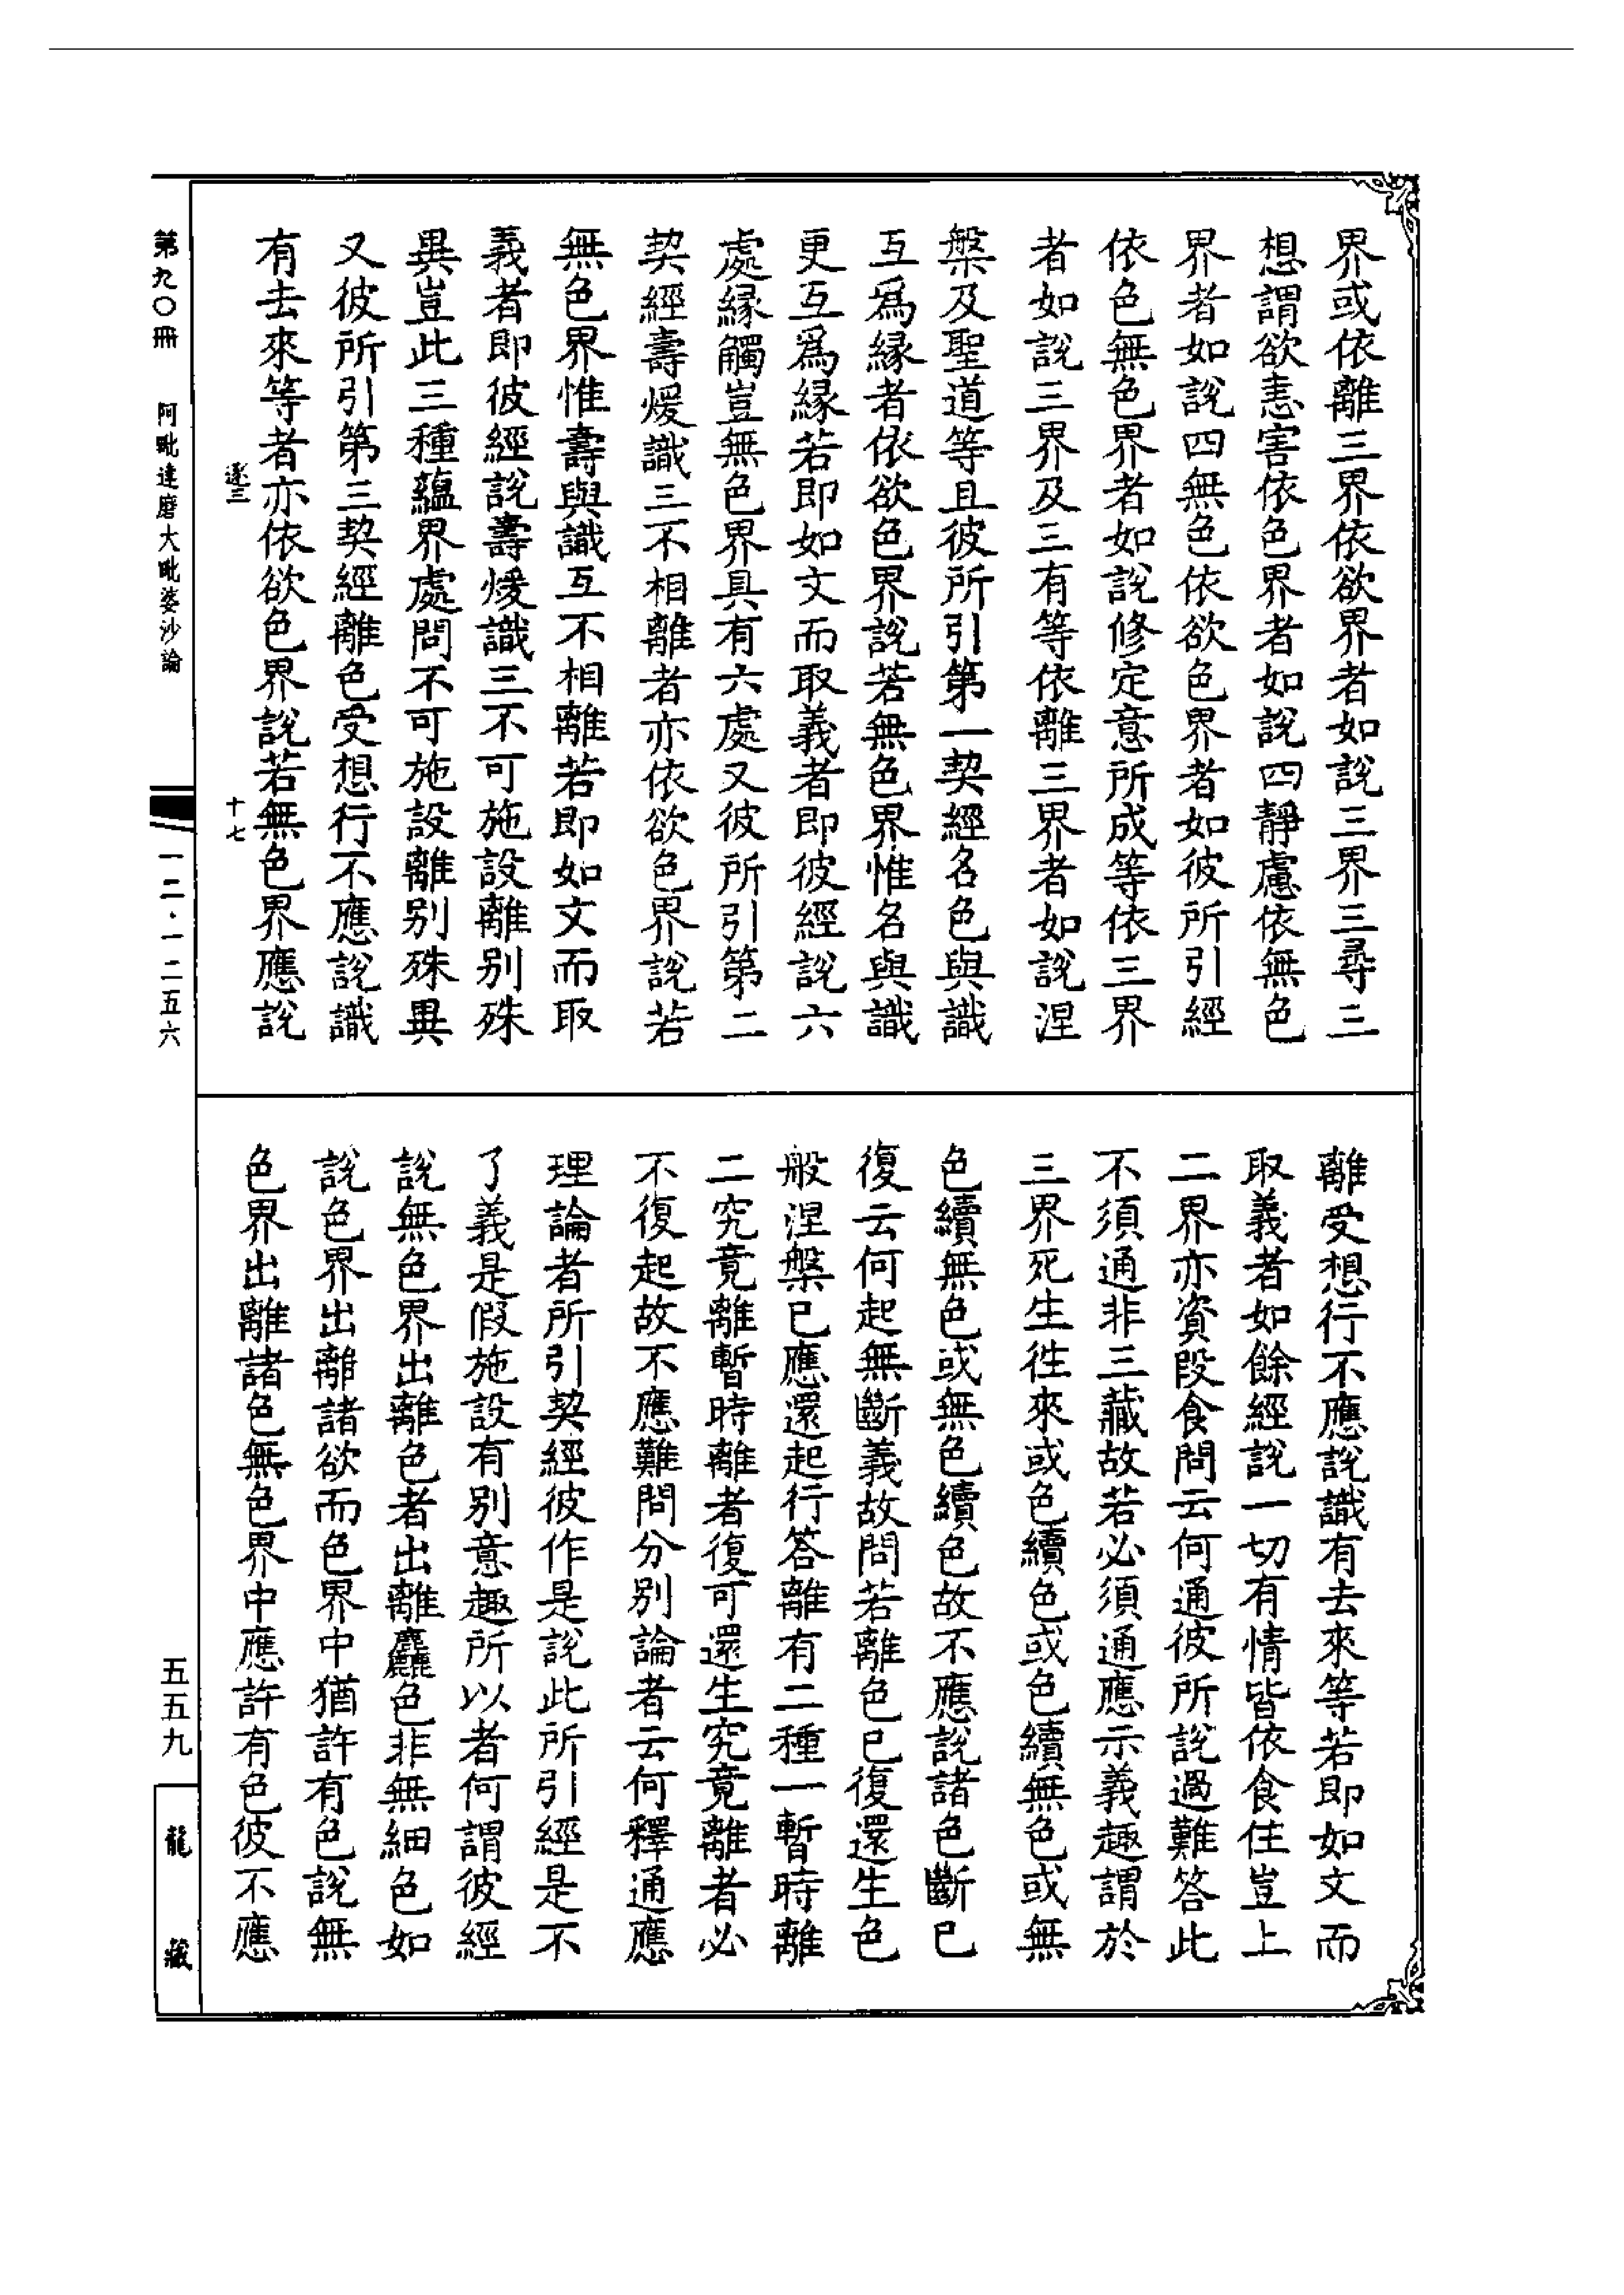 界或依離三界依欲界者如說三界三尋三
想謂欲恚害依色界者如說四靜慮依無色
界者如說四無色依欲色界者如彼所引經
依色無色界者如說修定意所成等依三界
者如說三界及三有等依離三界者如說涅
槃及聖道等且彼所引第一契經名色與識
互爲緣者依欲色界說若無色界惟名與識
更互爲緣若即如文而取義者即彼經說六
處緣觸豈無色界具有六處又彼所引第二
契經壽煖識三不相離者亦依欲色界說若
無色界惟壽與識互不相離若即如文而取
義者即彼經說壽煖識三不可施設離別殊
異豈此三種蘊界處問不可施設離別殊異
又彼所引第三契經離色受想行不應說識
有去來等者亦依欲色界說若無色界應說
逐三
十七
離受想行不應說識有去來等若即如文而
取義者如餘經說一切有情皆依食住豈上
二界亦資段食問云何通彼所說過難答此
不須通非三藏故若必須通應示義趣謂於
三界死生徃來或色續色或色續無色或無
色續無色或無色續色故不應說諸色斷已
復云何起無斷義故問若離色已復還生色
般涅槃已應還起行答離有二種一暫時離
二究竟離暫時離者復可還生究竟離者必
不復起故不應難問分別論者云何釋通應
理論者所引契經彼作是說此所引經是不
了義是假施設有別意趣所以者何謂彼經
說無色界出離色者出離麤色非無細色如
說色界出離諸欲而色界中猶許有色說無
色界出離諸色無色界中應許有色彼不應
第九〇冊
阿毗達磨大毗婆沙論
一二·一二五六
五五九
龍藏